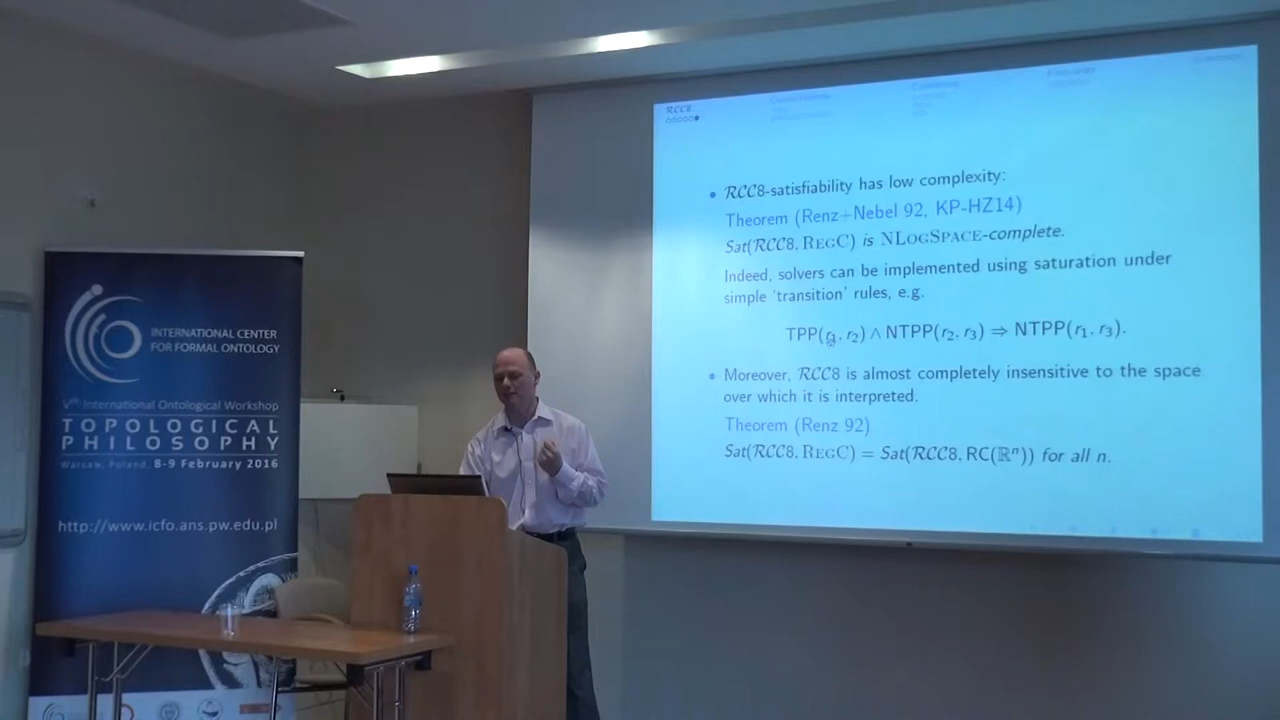 INTERNATIONAL CENTER
FOR FORMAL ONTOLOGY
Vth International Ontological Workshop
TOPOLOGICAL
PHILOSOPHY
Warsaw, Poland, 8-9 February 2016
http://www.icfo.ans.pw.edu.pl
RCC8
• RCC8-satisfiability has low complexity:
Theorem (Renz+Nebel 92, KP-HZ14)
Sat(RCC8, REGC) is NLOGSPACE-complete.
Indeed, solvers can be implemented using saturation under
simple 'transition' rules, e.g.
TPP(r₁, r₂) ∧ NTPP(r₂, r₃) ⇒ NTPP(r₁, r₃).
• Moreover, RCC8 is almost completely insensitive to the space
over which it is interpreted.
Theorem (Renz 92)
Sat(RCC8, REGC) = Sat(RCC8, RC(ℝⁿ)) for all n.